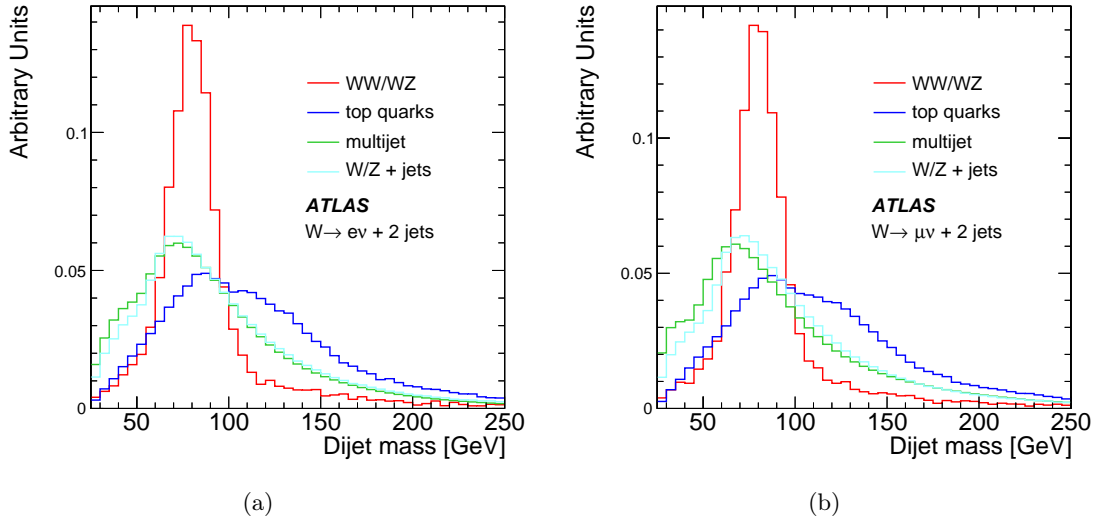 Arbitrary Units
0.1
0.05
0
WW/WZ
top quarks
multijet
W/Z + jets
ATLAS
W→ eν + 2 jets
50 100 150 200 250
Dijet mass [GeV]
(a)
Arbitrary Units
0.1
0.05
0
WW/WZ
top quarks
multijet
W/Z + jets
ATLAS
W→ μν + 2 jets
50 100 150 200 250
Dijet mass [GeV]
(b)